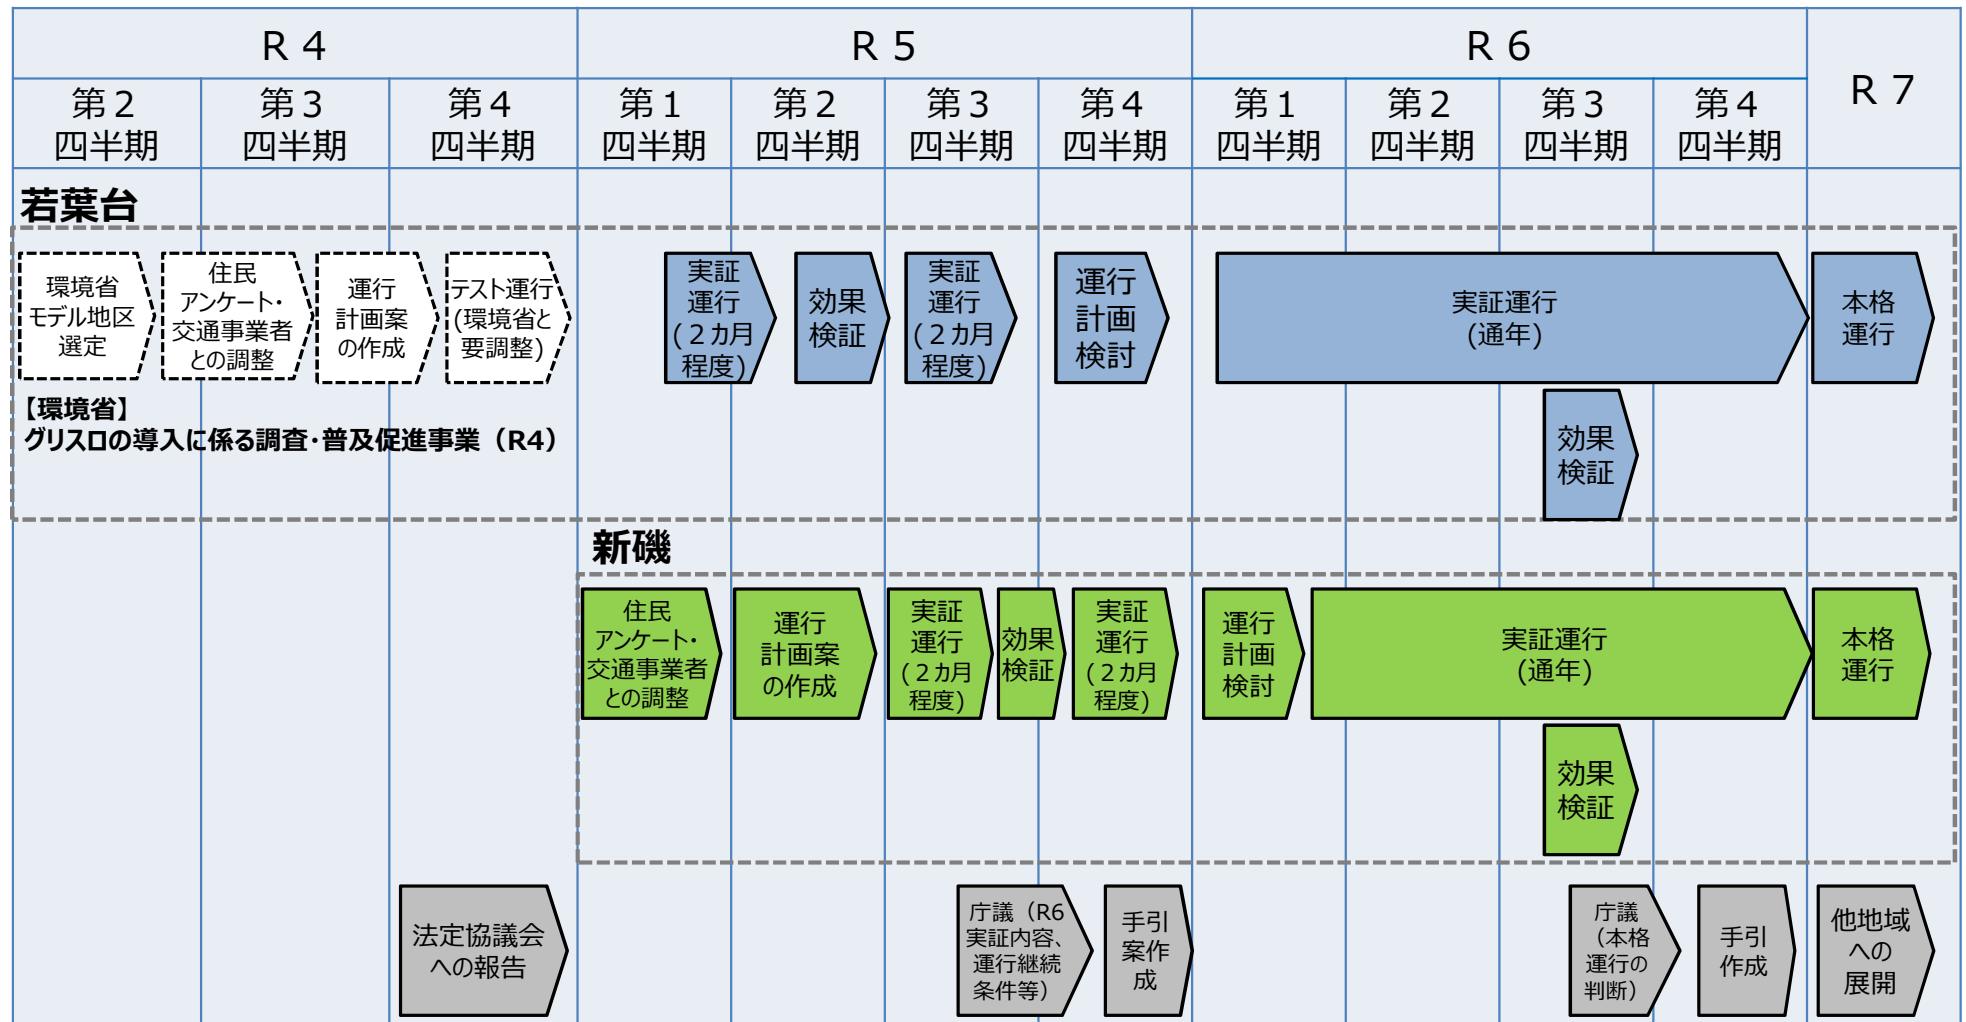 R 4
R 5
R 6
R 7
第2
四半期
第3
四半期
第4
四半期
第1
四半期
第2
四半期
第3
四半期
第4
四半期
第1
四半期
第2
四半期
第3
四半期
第4
四半期
若葉台
環境省
モデル地区
選定
住民
アンケート・
交通事業者
との調整
運行
計画案
の作成
テスト運行
(環境省と
要調整)
実証
運行
(2カ月
程度)
効果
検証
実証
運行
(2カ月
程度)
運行
計画
検討
実証運行
(通年)
本格
運行
【環境省】
グリスロの導入に係る調査・普及促進事業（R4）
効果
検証
新磯
住民
アンケート・
交通事業者
との調整
運行
計画案
の作成
実証
運行
(2カ月
程度)
効果
検証
実証
運行
(2カ月
程度)
運行
計画
検討
実証運行
(通年)
本格
運行
効果
検証
法定協議会
への報告
庁議（R6
実証内容、
運行継続
条件等）
手引
案作
成
庁議
（本格
運行の
判断）
手引
作成
他地域
への
展開